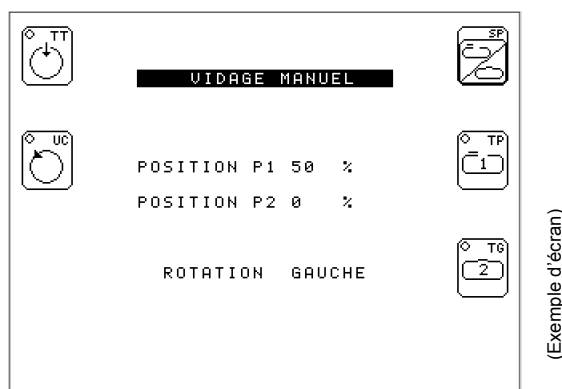 TT
SP
VIDAGE MANUEL
UC
TP
1
POSITION P1 50 %
POSITION P2 0 %
TG
2
ROTATION GAUCHE
(Exemple d'écran)